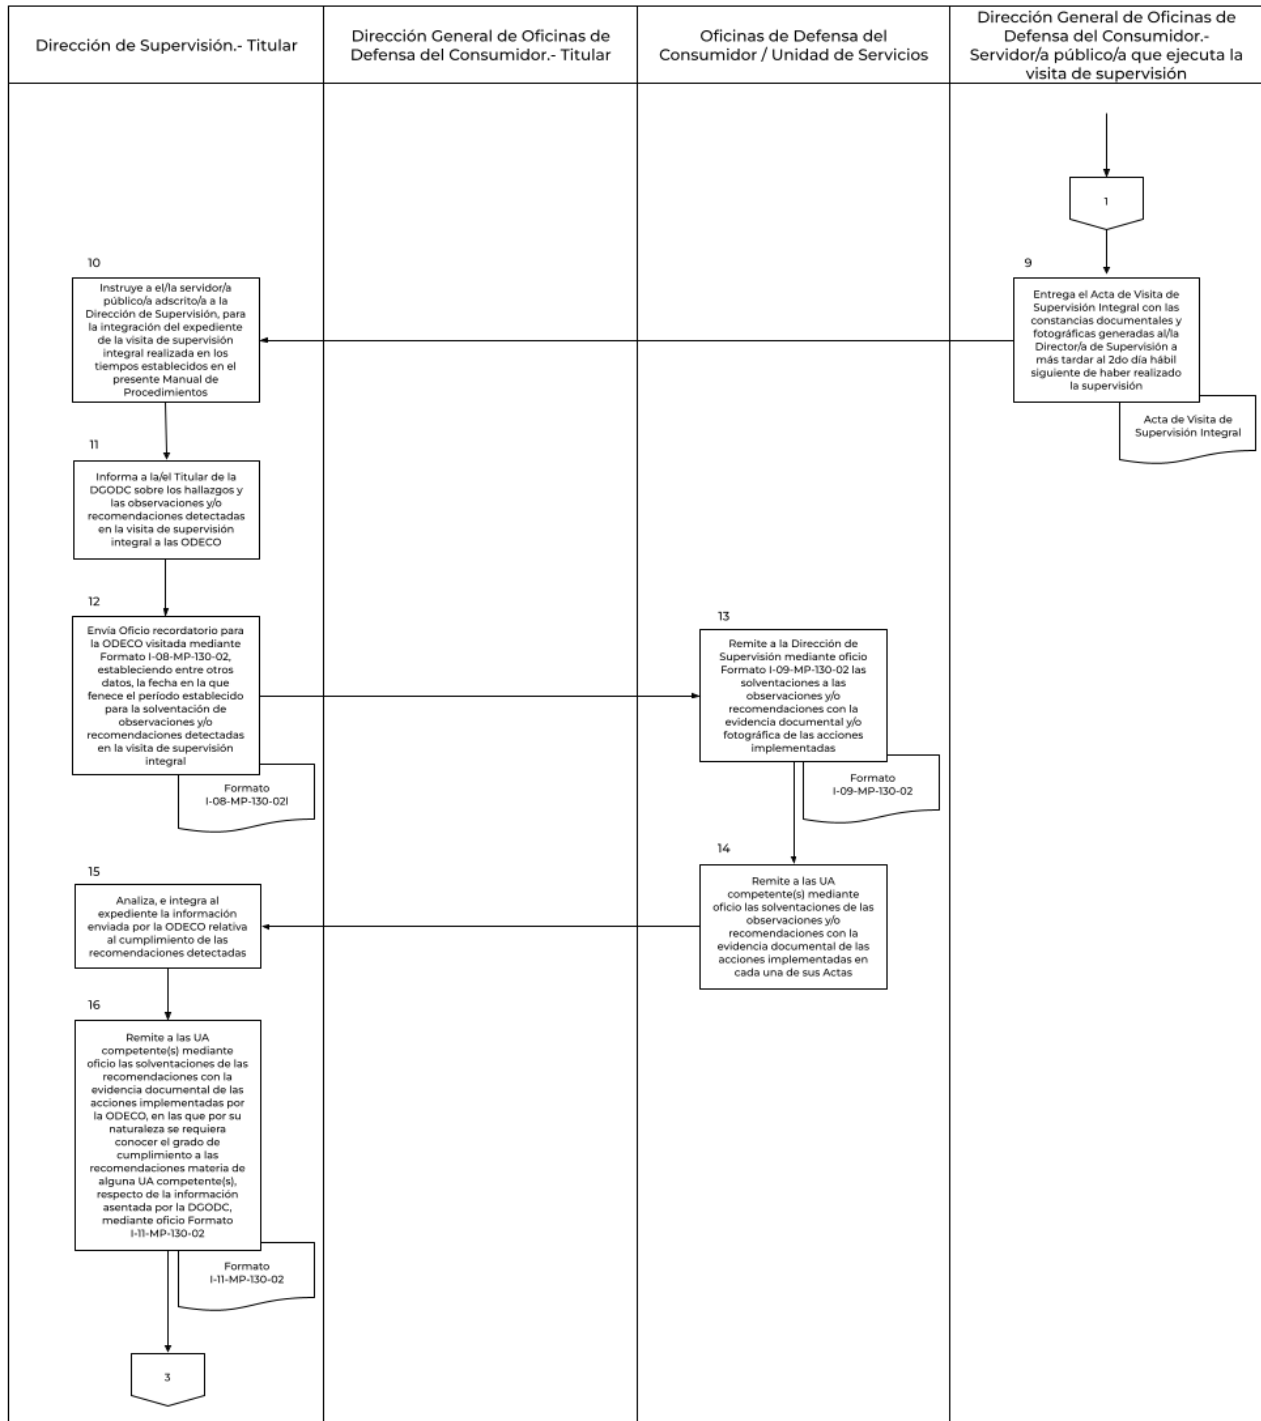 Dirección de Supervisión.- Titular
Dirección General de Oficinas de
Defensa del Consumidor.- Titular
Oficinas de Defensa del
Consumidor / Unidad de Servicios
Dirección General de Oficinas de
Defensa del Consumidor.-
Servidor/a público/a que ejecuta la
visita de supervisión
1
9
Entrega el Acta de Visita de
Supervisión Integral con las
constancias documentales y
fotográficas generadas al/la
Director/a de Supervisión a
más tardar al 2do día hábil
siguiente de haber realizado
la supervisión
Acta de Visita de
Supervisión Integral
10
Instruye a el/la servidor/a
público/a adscrito/a a la
Dirección de Supervisión, para
la integración del expediente
de la visita de supervisión
integral realizada en los
tiempos establecidos en el
presente Manual de
Procedimientos
11
Informa a la/el Titular de la
DGODC sobre los hallazgos y
las observaciones y/o
recomendaciones detectadas
en la visita de supervisión
integral a las ODECO
12
Envía Oficio recordatorio para
la ODECO visitada mediante
Formato I-08-MP-130-02,
estableciendo entre otros
datos, la fecha en la que
fenece el período establecido
para la solventación de
observaciones y/o
recomendaciones detectadas
en la visita de supervisión
integral
Formato
I-08-MP-130-02I
13
Remite a la Dirección de
Supervisión mediante oficio
Formato I-09-MP-130-02 las
solventaciones a las
observaciones y/o
recomendaciones con la
evidencia documental y/o
fotográfica de las acciones
implementadas
Formato
I-09-MP-130-02
14
Remite a las UA
competente(s) mediante
oficio las solventaciones de las
observaciones y/o
recomendaciones con la
evidencia documental de las
acciones implementadas en
cada una de sus Actas
15
Analiza, e integra al
expediente la información
enviada por la ODECO relativa
al cumplimiento de las
recomendaciones detectadas
16
Remite a las UA
competente(s) mediante
oficio las solventaciones de las
recomendaciones con la
evidencia documental de las
acciones implementadas por
la ODECO, en las que por su
naturaleza se requiera
conocer el grado de
cumplimiento a las
recomendaciones materia de
alguna UA competente(s),
respecto de la información
asentada por la DGODC,
mediante oficio Formato
I-11-MP-130-02
Formato
I-11-MP-130-02
3